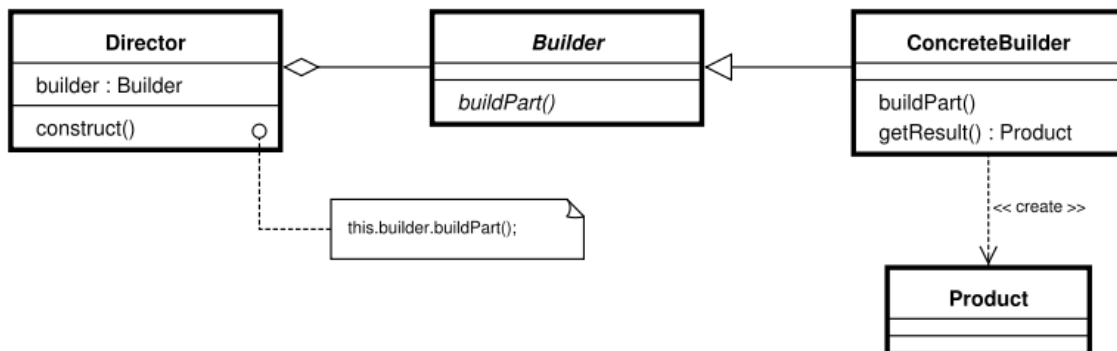 Director
builder : Builder
construct()
Builder
buildPart()
ConcreteBuilder
buildPart()
getResult() : Product
this.builder.buildPart();
<< create >>
Product